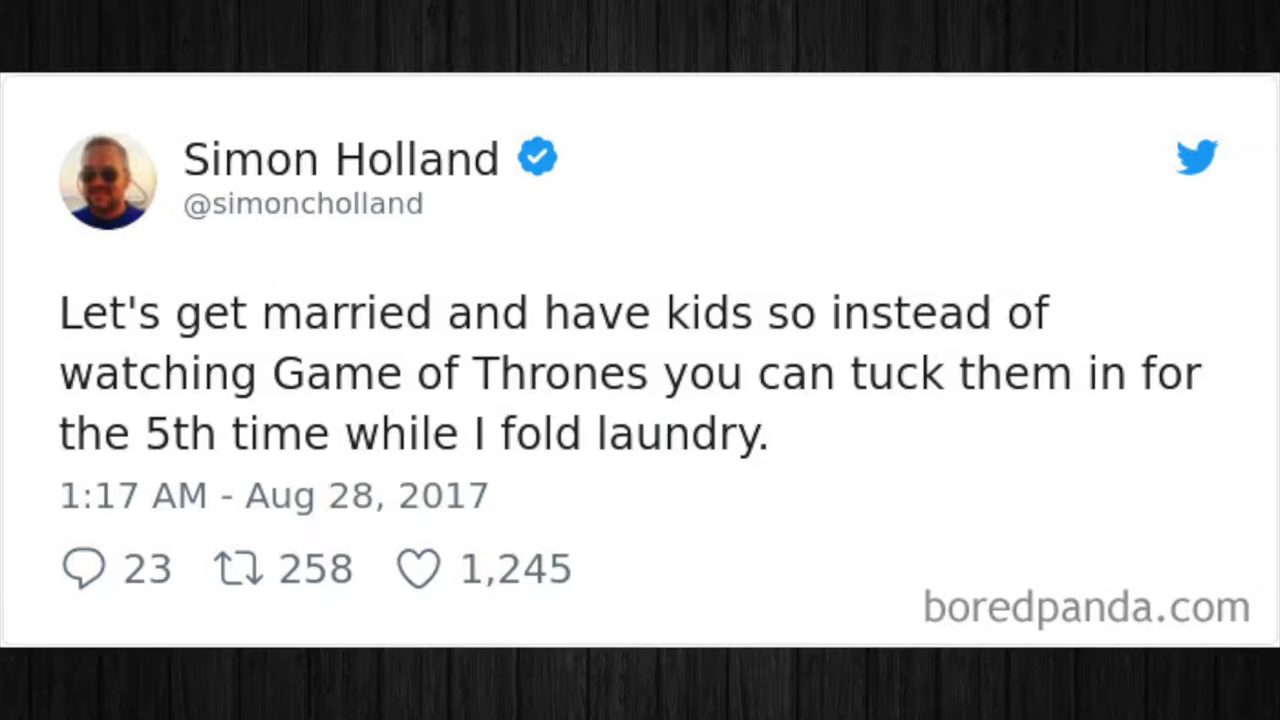 Simon Holland
@simoncholland
Let's get married and have kids so instead of
watching Game of Thrones you can tuck them in for
the 5th time while I fold laundry.
1:17 AM - Aug 28, 2017
23 258 1,245
boredpanda.com